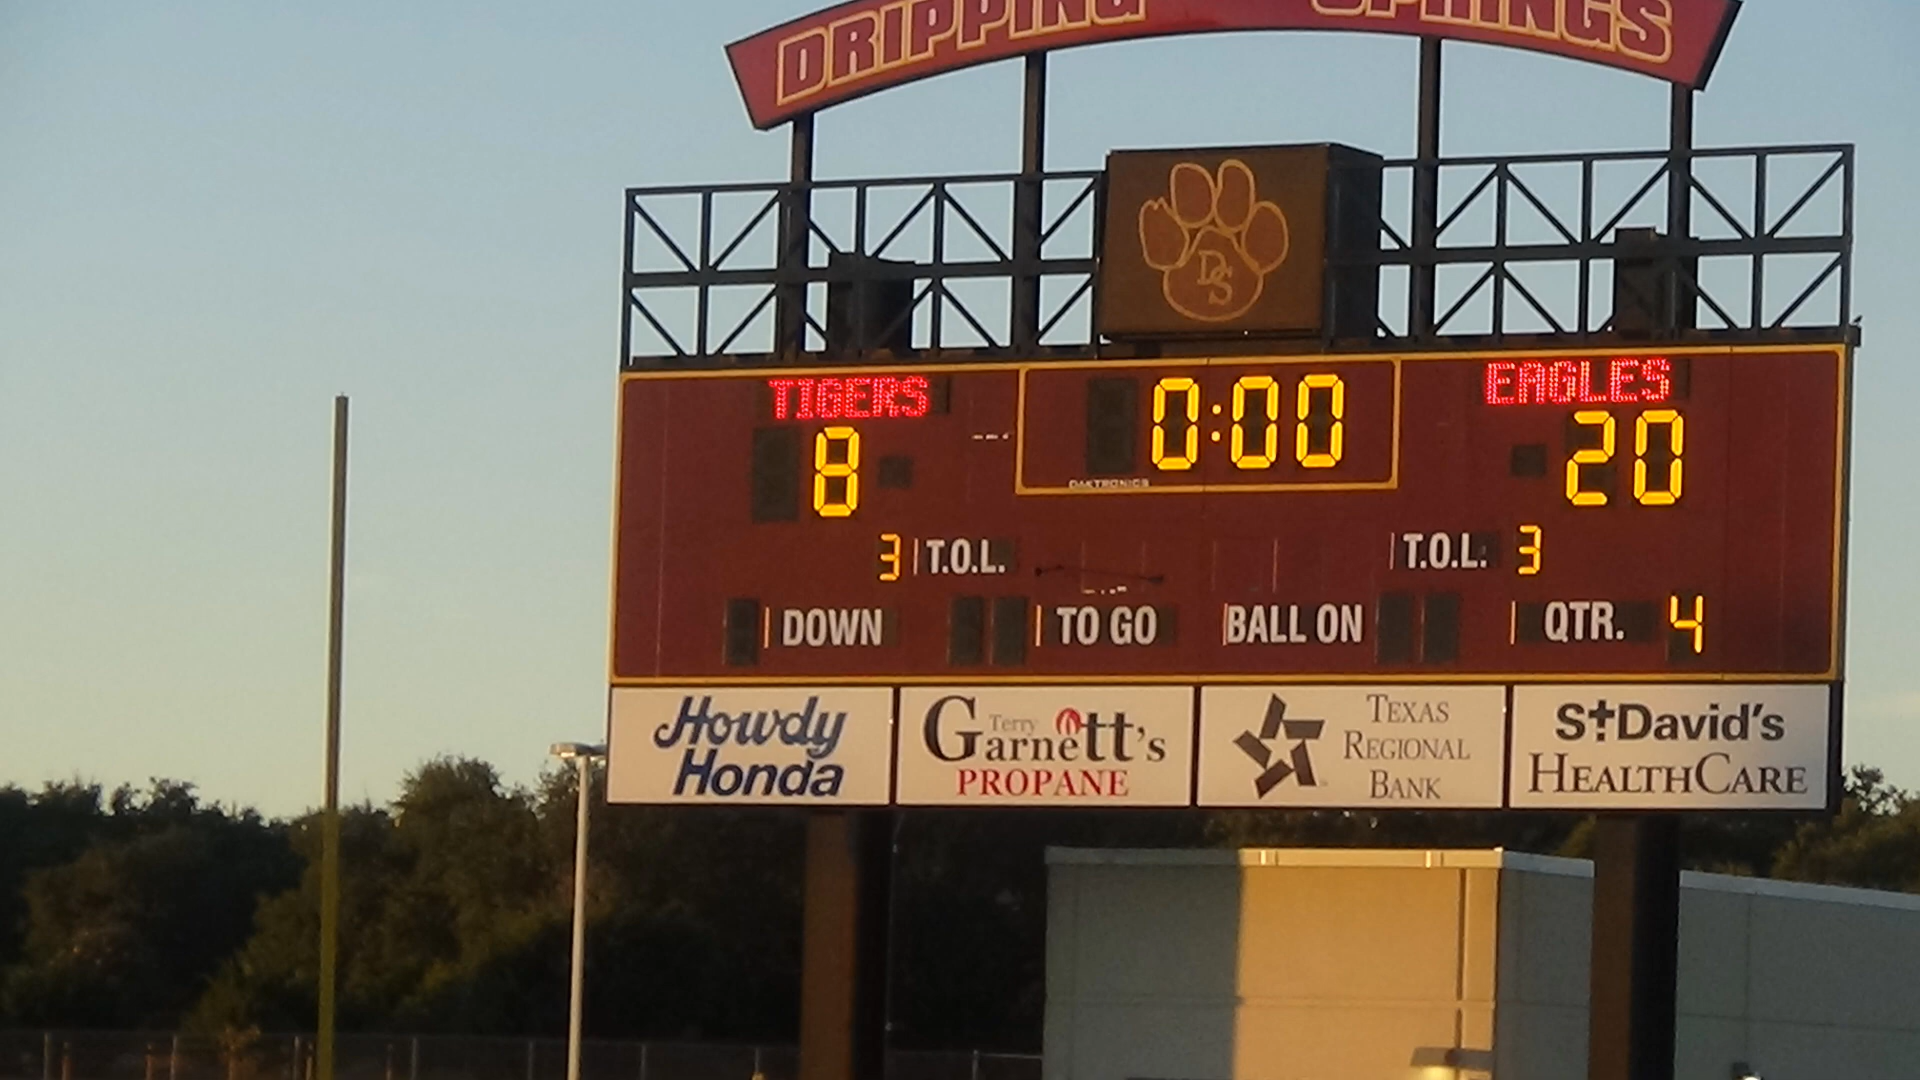 DRIPPING SPRINGS
DS
TIGERS 0:00 EAGLES
8 20
DAKTRONICS
3 T.O.L. T.O.L. 3
DOWN TO GO BALL ON QTR. 4
Howdy
Honda
Terry
Garnett's
PROPANE
TEXAS
REGIONAL
BANK
St David's
HEALTHCARE